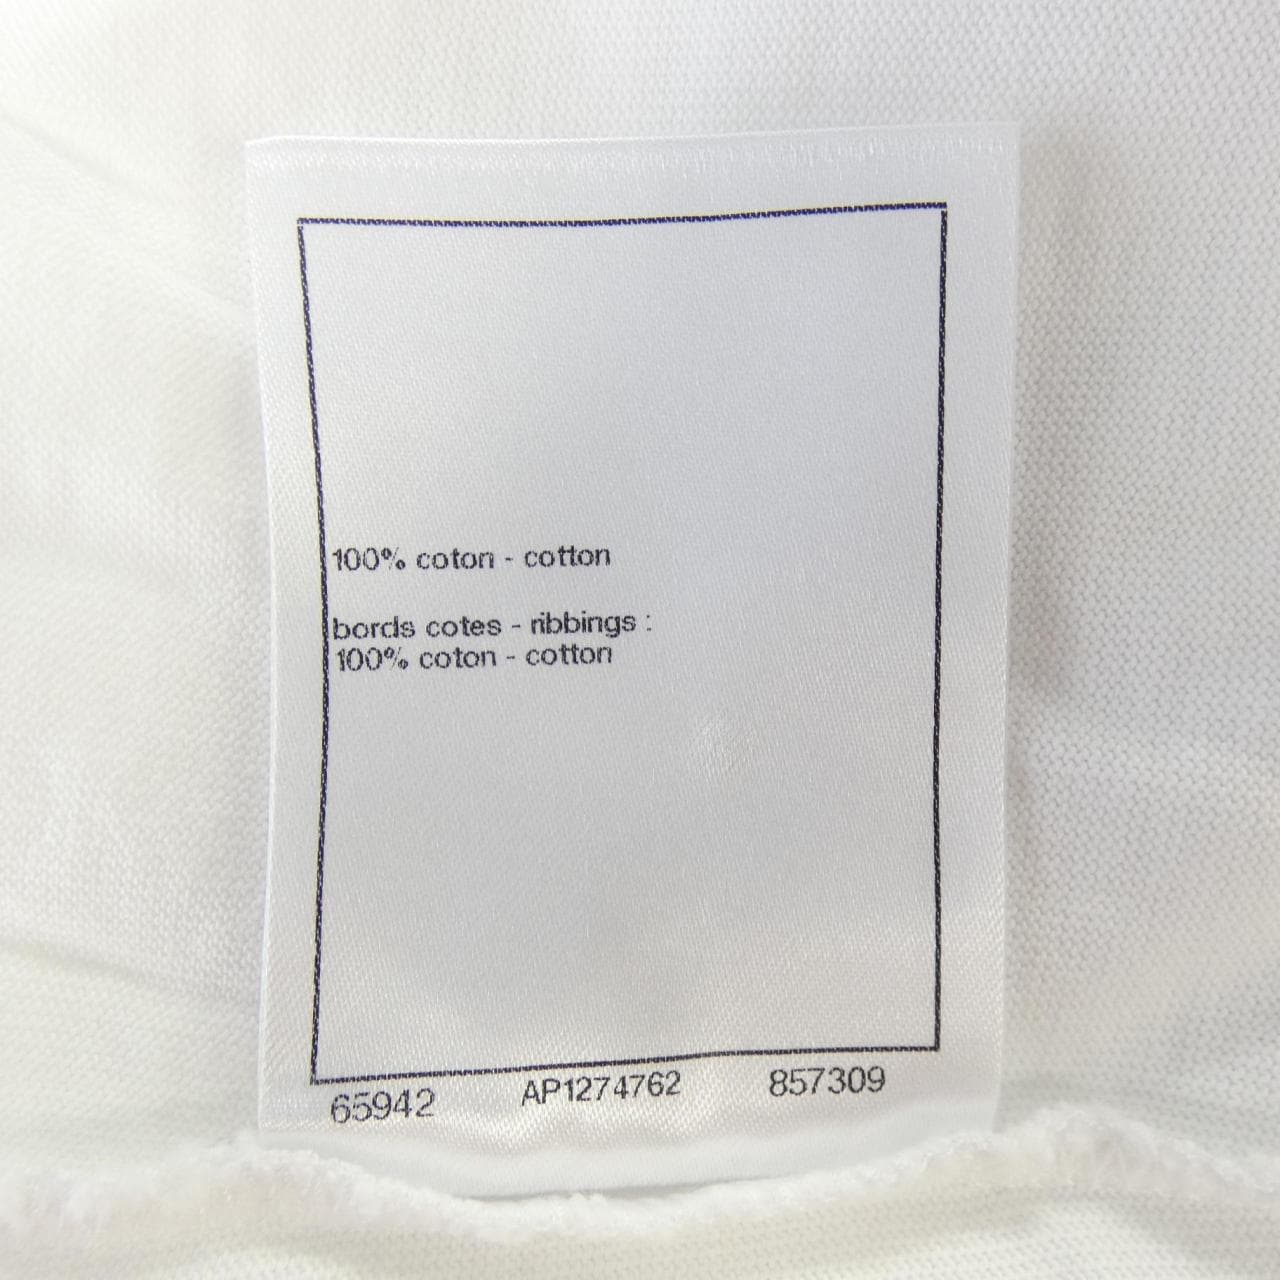 100% coton - cotton
bords cotes - ribbings :
100% coton - cotton
65942 AP1274762 857309